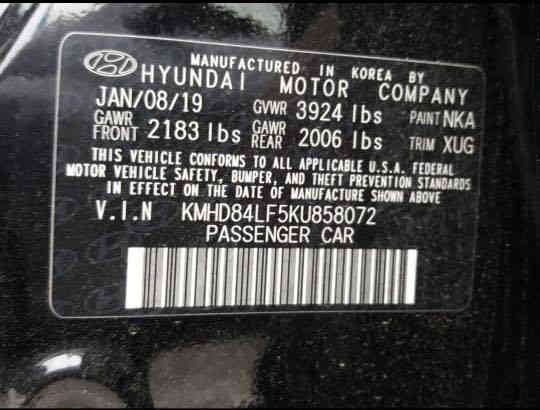 MANUFACTURED IN KOREA BY
HYUNDAI MOTOR COMPANY
JAN/08/19 GVWR 3924 lbs PAINT NKA
GAWR FRONT 2183 lbs GAWR REAR 2006 lbs TRIM XUG
THIS VEHICLE CONFORMS TO ALL APPLICABLE U.S.A. FEDERAL
MOTOR VEHICLE SAFETY, BUMPER, AND THEFT PREVENTION STANDARDS
IN EFFECT ON THE DATE OF MANUFACTURE SHOWN ABOVE
V.I.N KMHD84LF5KU858072
PASSENGER CAR